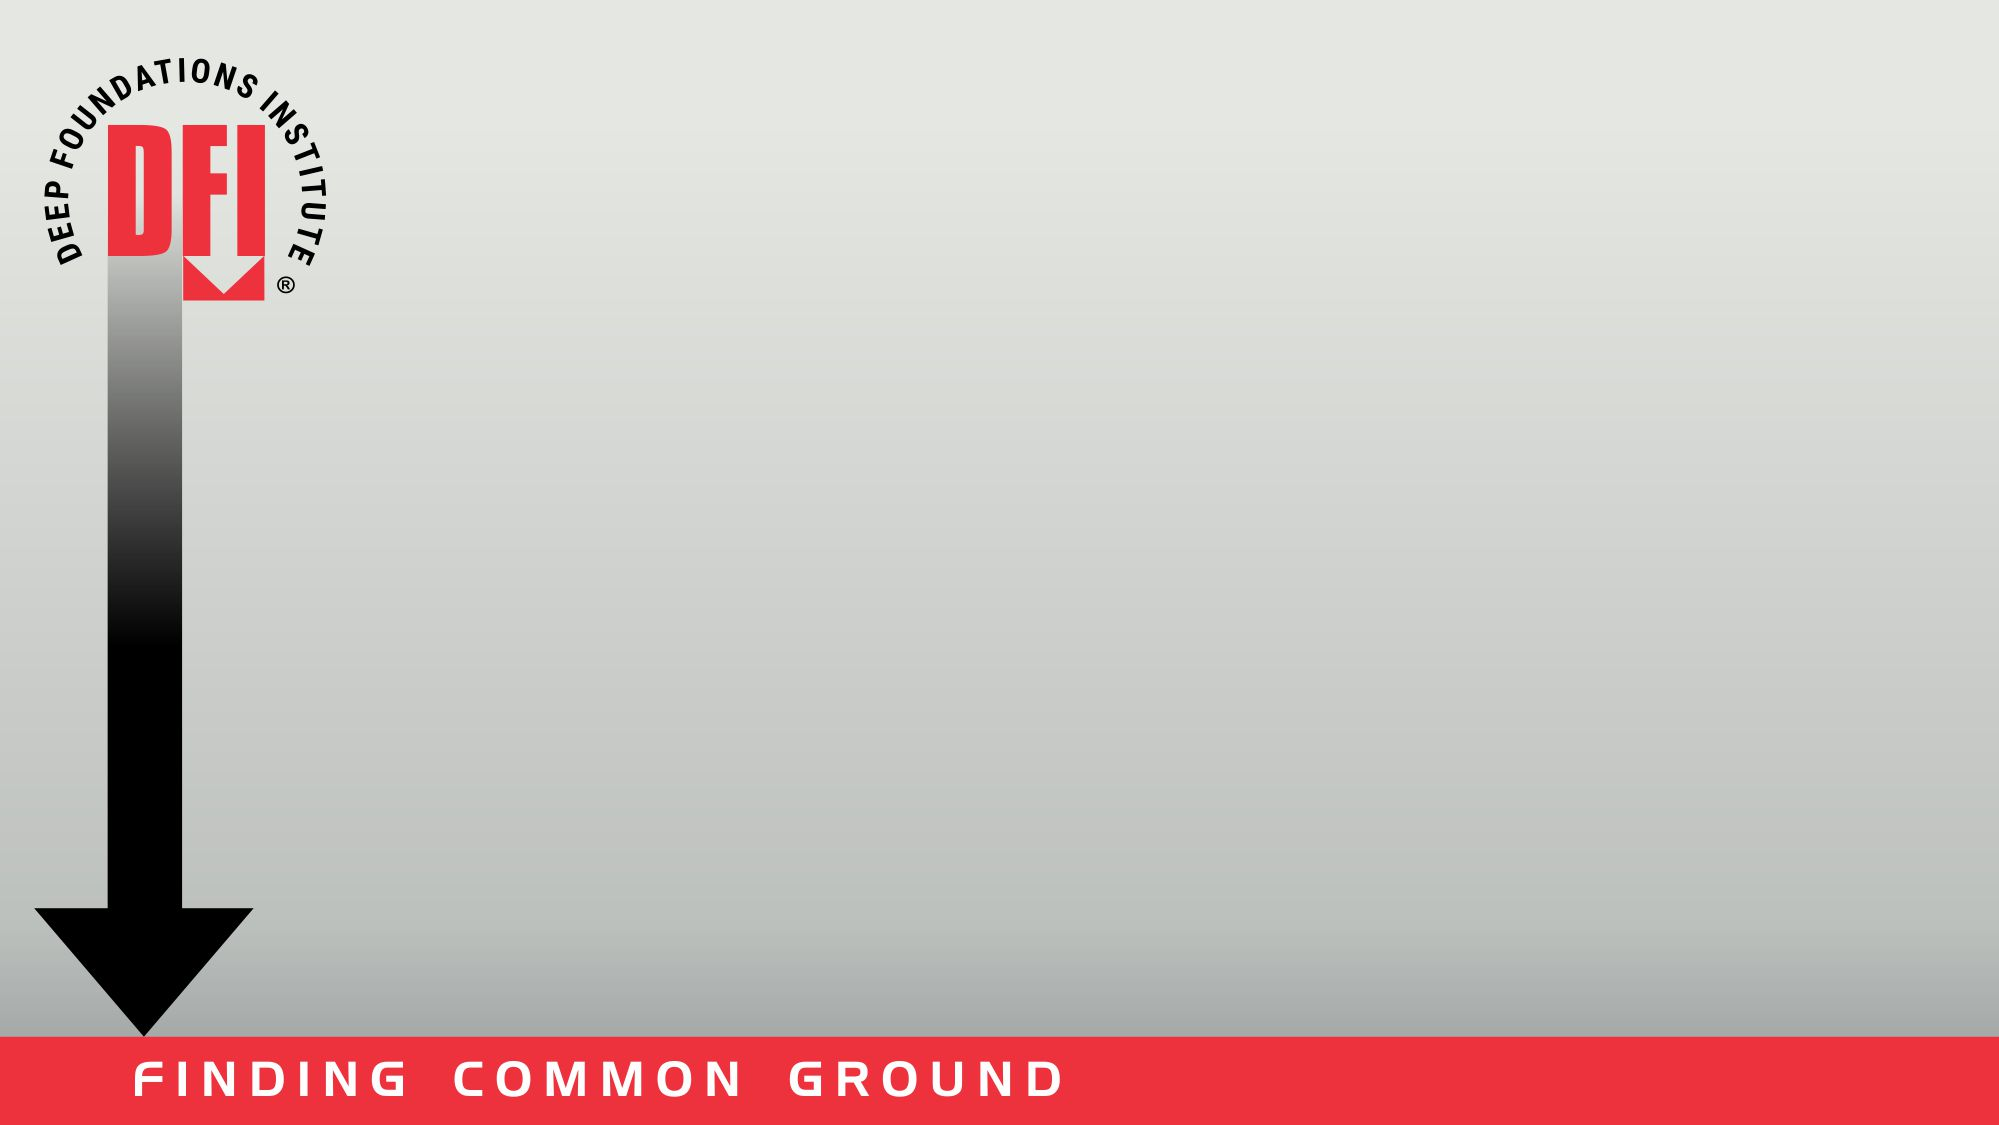 DEEP FOUNDATIONS INSTITUTE
DFI
®
FINDING COMMON GROUND